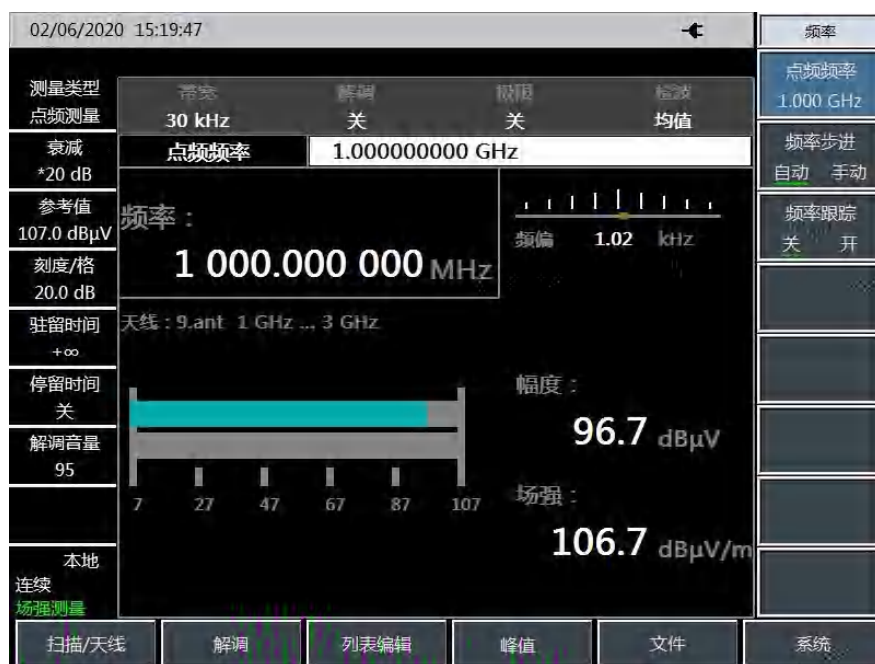 02/06/2020 15:19:47
频率
测量类型
点频测量
衰减
*20 dB
参考值
107.0 dBμV
刻度/格
20.0 dB
驻留时间
+∞
停留时间
关
解调音量
95
本地
连续
场强测量
带宽 解调 极限 检波
30 kHz 关 关 均值
点频频率 1.000000000 GHz
频率：
1 000.000 000 MHz
频偏 1.02 kHz
天线：9.ant 1 GHz ... 3 GHz
7 27 47 67 87 107
幅度：
96.7 dBμV
场强：
106.7 dBμV/m
点频频率
1.000 GHz
频率步进
自动 手动
频率跟踪
关 开
扫描/天线 解调 列表编辑 峰值 文件 系统